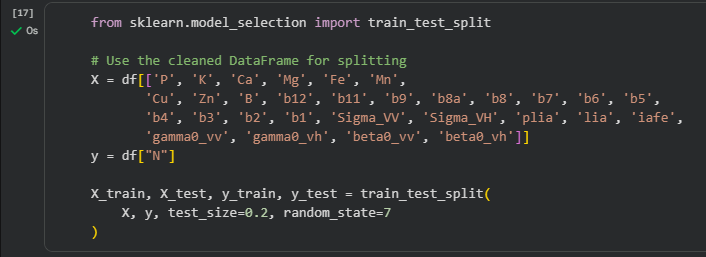 [17]
0s
from sklearn.model_selection import train_test_split
# Use the cleaned DataFrame for splitting
X = df[['P', 'K', 'Ca', 'Mg', 'Fe', 'Mn',
'Cu', 'Zn', 'B', 'b12', 'b11', 'b9', 'b8a', 'b8', 'b7', 'b6', 'b5',
'b4', 'b3', 'b2', 'b1', 'Sigma_VV', 'Sigma_VH', 'plia', 'lia', 'iafe',
'gamma0_vv', 'gamma0_vh', 'beta0_vv', 'beta0_vh']]
y = df["N"]
X_train, X_test, y_train, y_test = train_test_split(
X, y, test_size=0.2, random_state=7
)